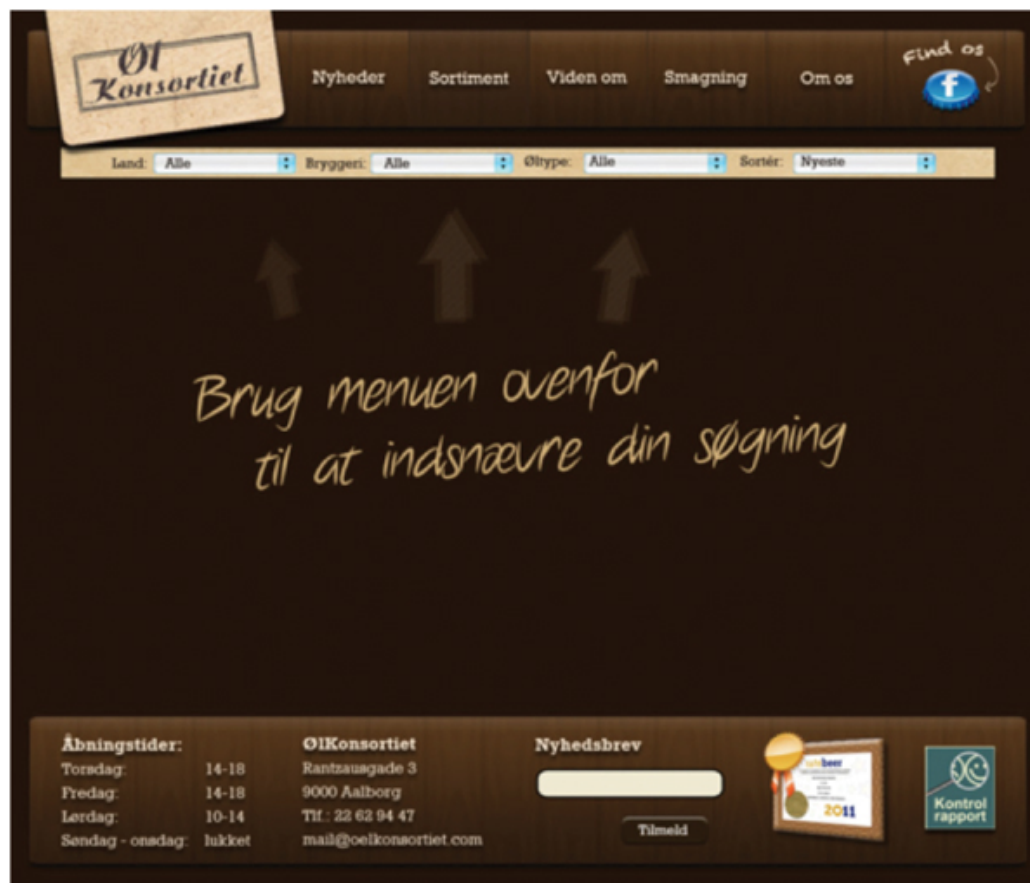 Øl
Konsortiet
Nyheder
Sortiment
Viden om
Smagning
Om os
Find os
f
Land: Alle
Bryggeri: Alle
Øltype: Alle
Sortér: Nyeste
Brug menuen ovenfor
til at indsnævre din søgning
Åbningstider:
Torsdag: 14-18
Fredag: 14-18
Lørdag: 10-14
Søndag - onsdag: lukket
ØlKonsortiet
Rantzausgade 3
9000 Aalborg
Tlf.: 22 62 94 47
mail@oelkonsortiet.com
Nyhedsbrev
Tilmeld
ratebeer
2011
Kontrol
rapport